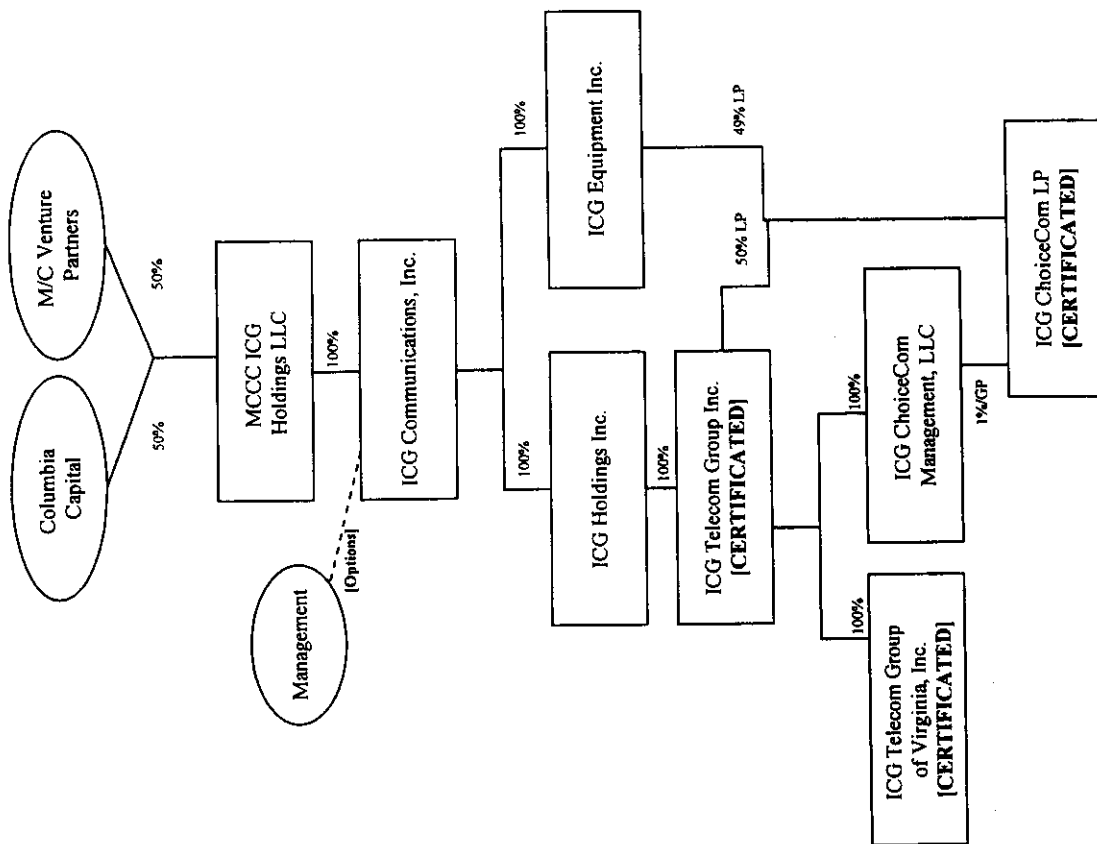 Columbia
Capital
M/C Venture
Partners
50%
50%
MCCC ICG
Holdings LLC
100%
Management
[Options]
ICG Communications, Inc.
100%
100%
ICG Holdings Inc.
ICG Equipment Inc.
100%
ICG Telecom Group Inc.
[CERTIFICATED]
50% LP
49% LP
100%
100%
ICG Telecom Group
of Virginia, Inc.
[CERTIFICATED]
ICG ChoiceCom
Management, LLC
1%/GP
ICG ChoiceCom LP
[CERTIFICATED]